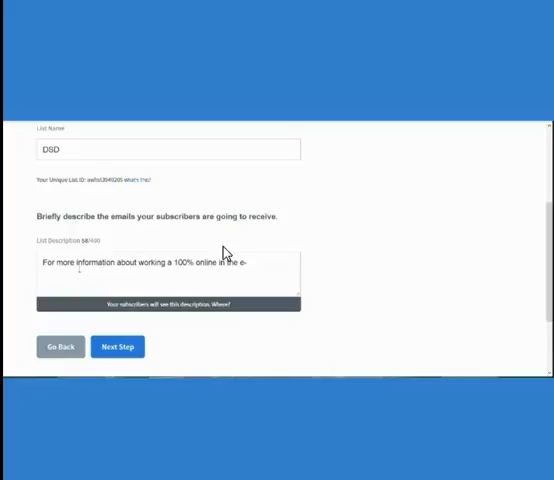 List Name
DSD
Your Unique List ID: awlist5949205 what's this?
Briefly describe the emails your subscribers are going to receive.
List Description 58/400
For more information about working a 100% online in the e-
Your subscribers will see this description. Where?
Go Back
Next Step